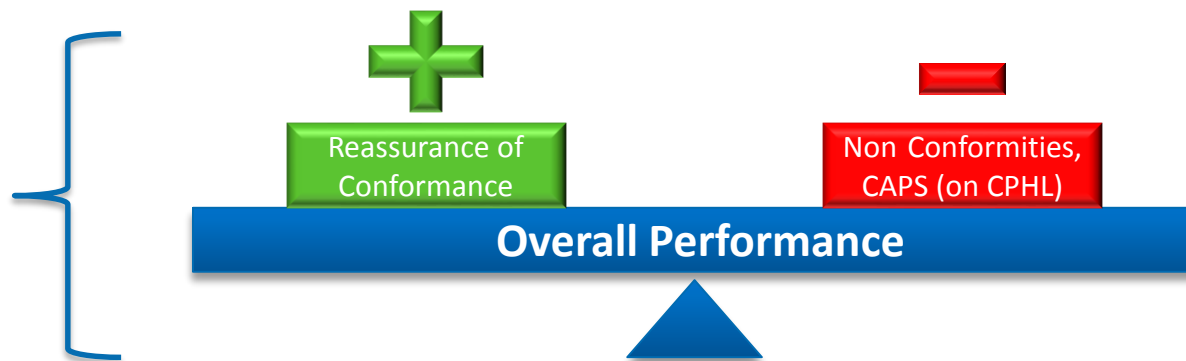 Reassurance of
Conformance
Non Conformities,
CAPS (on CPHL)
Overall Performance